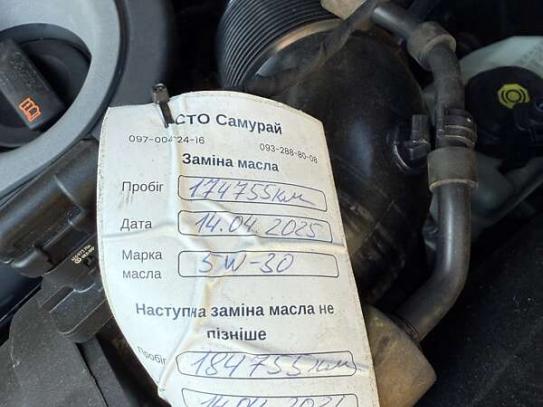 СТО Самурай
097-004-24-16 093-288-80-08
Заміна масла
Пробіг 174755км
Дата 14.04.2025
Марка масла 5W-30
Наступна заміна масла не
пізніше
Пробіг 184755км